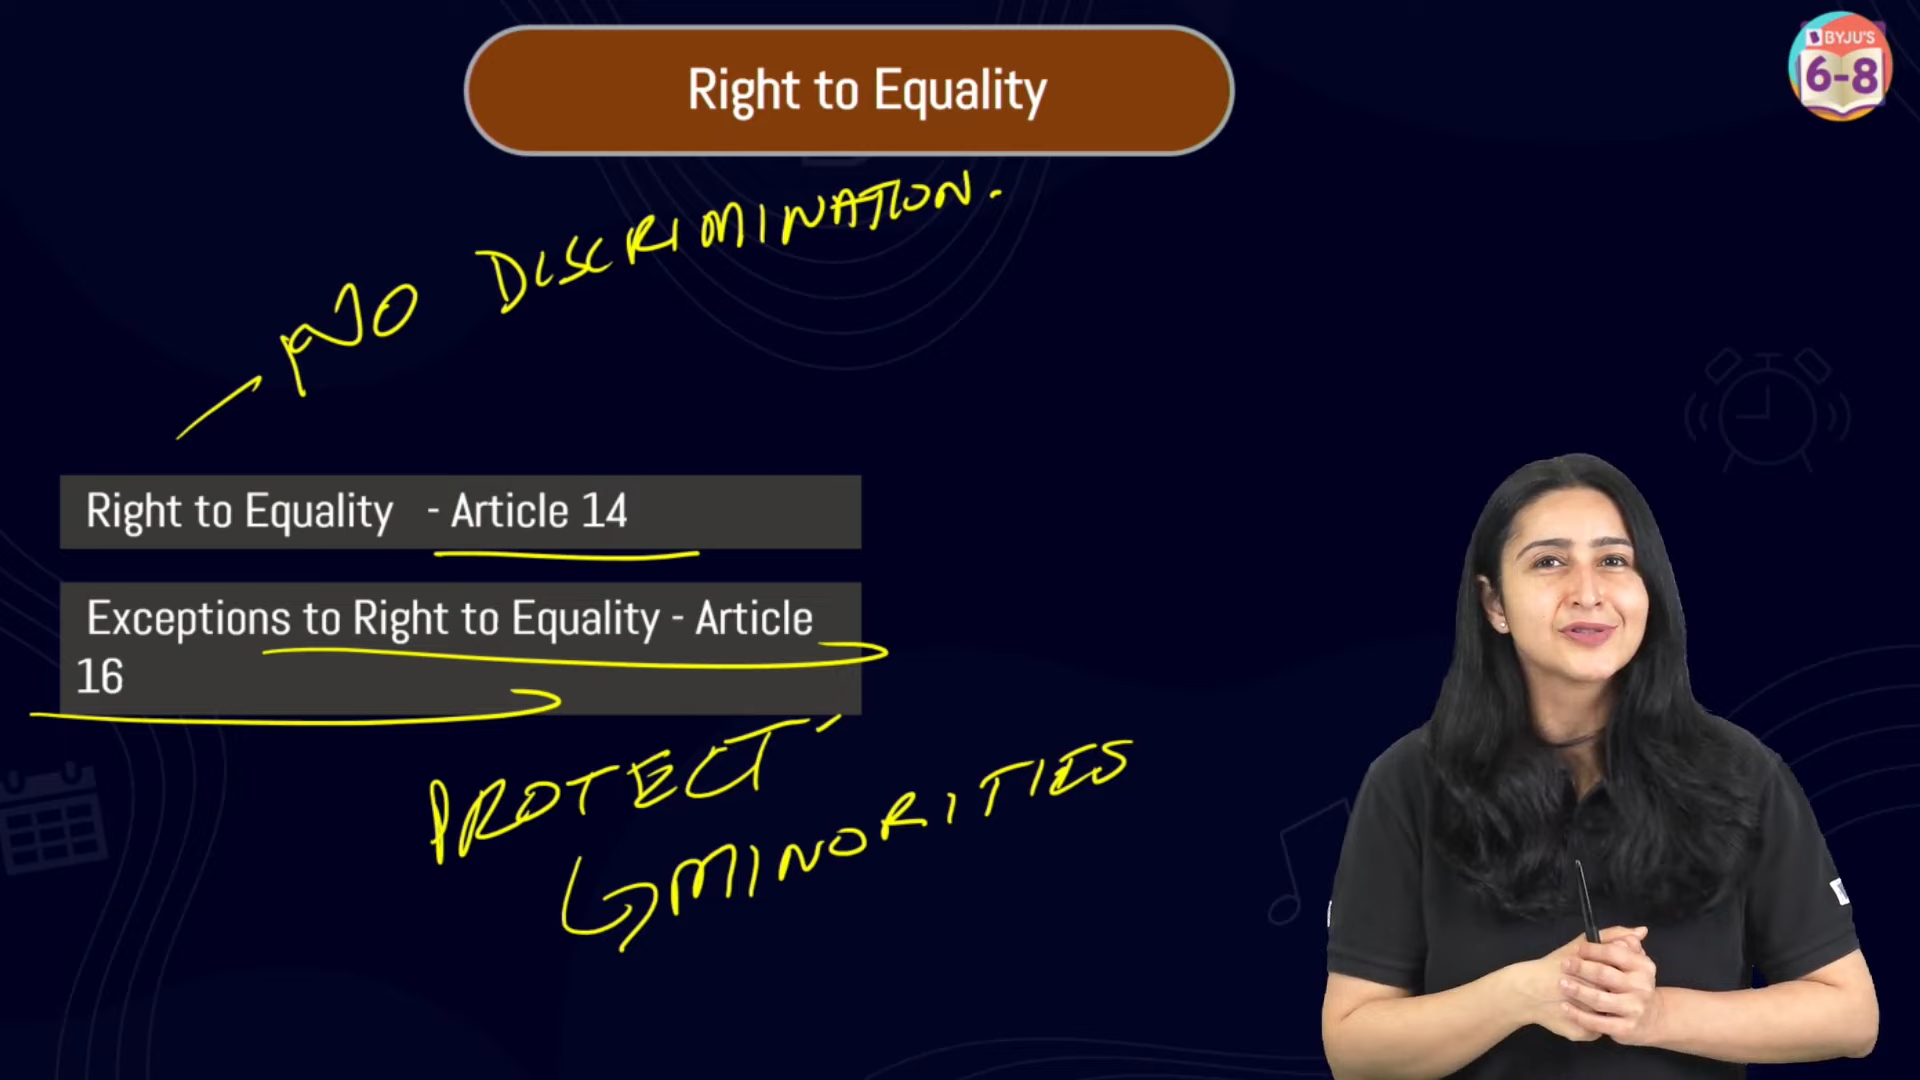 BYJU'S
6-8
Right to Equality
NO DISCRIMINATION.
Right to Equality - Article 14
Exceptions to Right to Equality - Article
16
PROTECT
MINORITIES